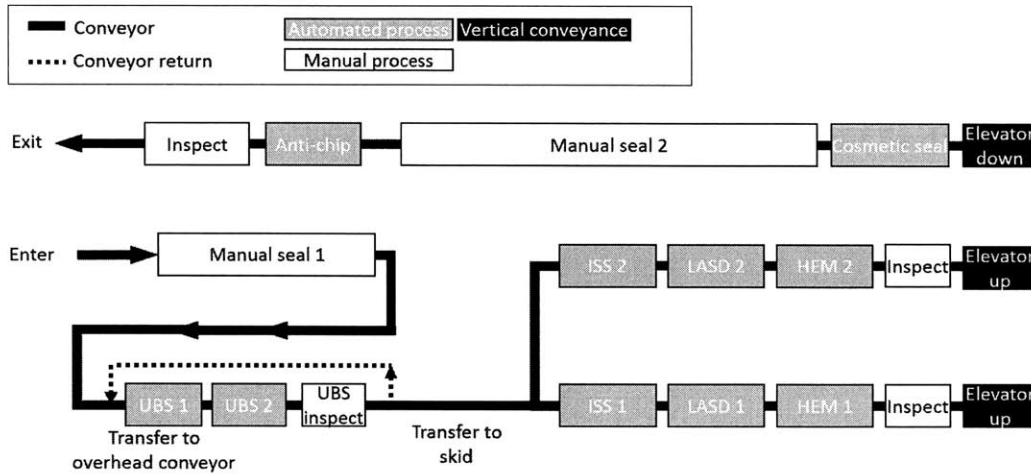 Conveyor
Automated process
Vertical conveyance
Conveyor return
Manual process
Exit
Inspect
Anti-chip
Manual seal 2
Cosmetic seal
Elevator
down
Enter
Manual seal 1
ISS 2
LASD 2
HEM 2
Inspect
Elevator
up
UBS 1
UBS 2
UBS
inspect
ISS 1
LASD 1
HEM 1
Inspect
Elevator
up
Transfer to
overhead conveyor
Transfer to
skid